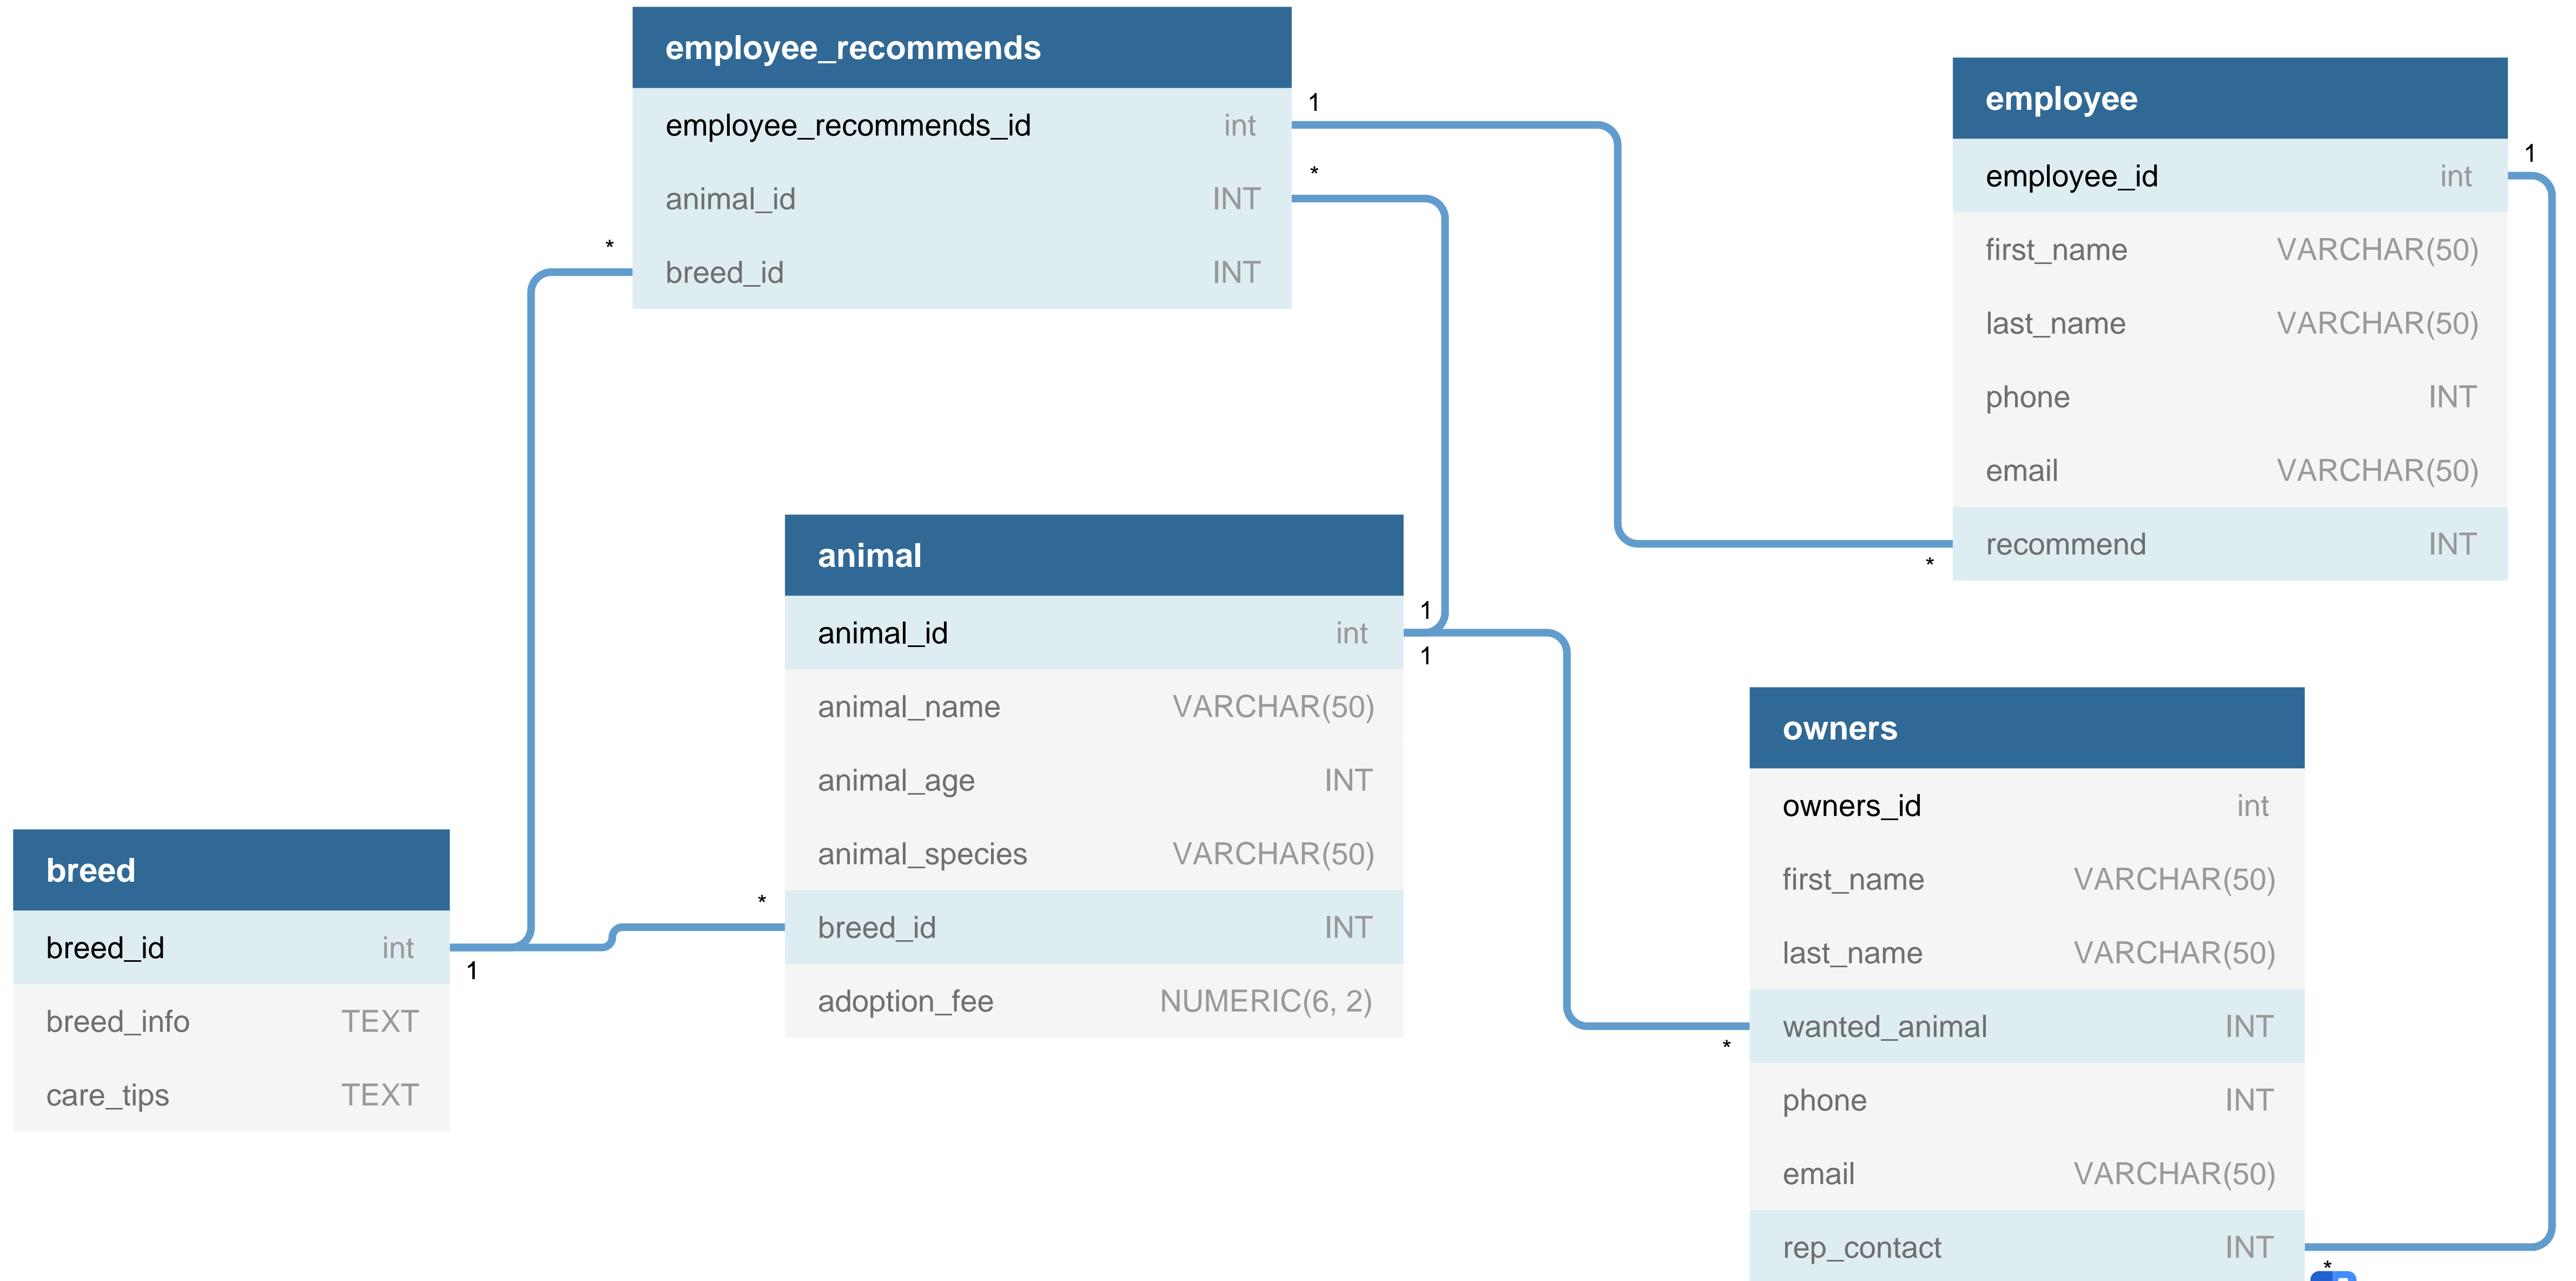 employee_recommends
employee_recommends_id int
animal_id INT
breed_id INT
1
*
*
employee
employee_id int
first_name VARCHAR(50)
last_name VARCHAR(50)
phone INT
email VARCHAR(50)
recommend INT
1
*
animal
animal_id int
animal_name VARCHAR(50)
animal_age INT
animal_species VARCHAR(50)
breed_id INT
adoption_fee NUMERIC(6, 2)
1
1
*
owners
owners_id int
first_name VARCHAR(50)
last_name VARCHAR(50)
wanted_animal INT
phone INT
email VARCHAR(50)
rep_contact INT
*
*
breed
breed_id int
breed_info TEXT
care_tips TEXT
1